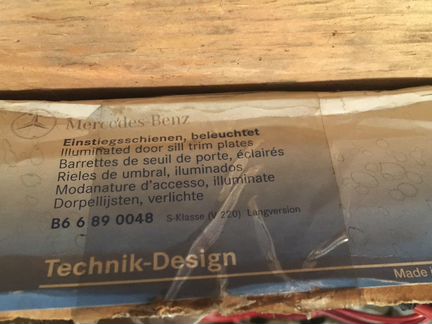 Mercedes-Benz
Einstiegsschienen, beleuchtet
Illuminated door sill trim plates
Barrettes de seuil de porte, éclairés
Rieles de umbral, iluminados
Modanature d'accesso, illuminate
Dorpellijsten, verlichte
B6 6 89 0048 S-Klasse (V 220) Langversion
Technik-Design
Made